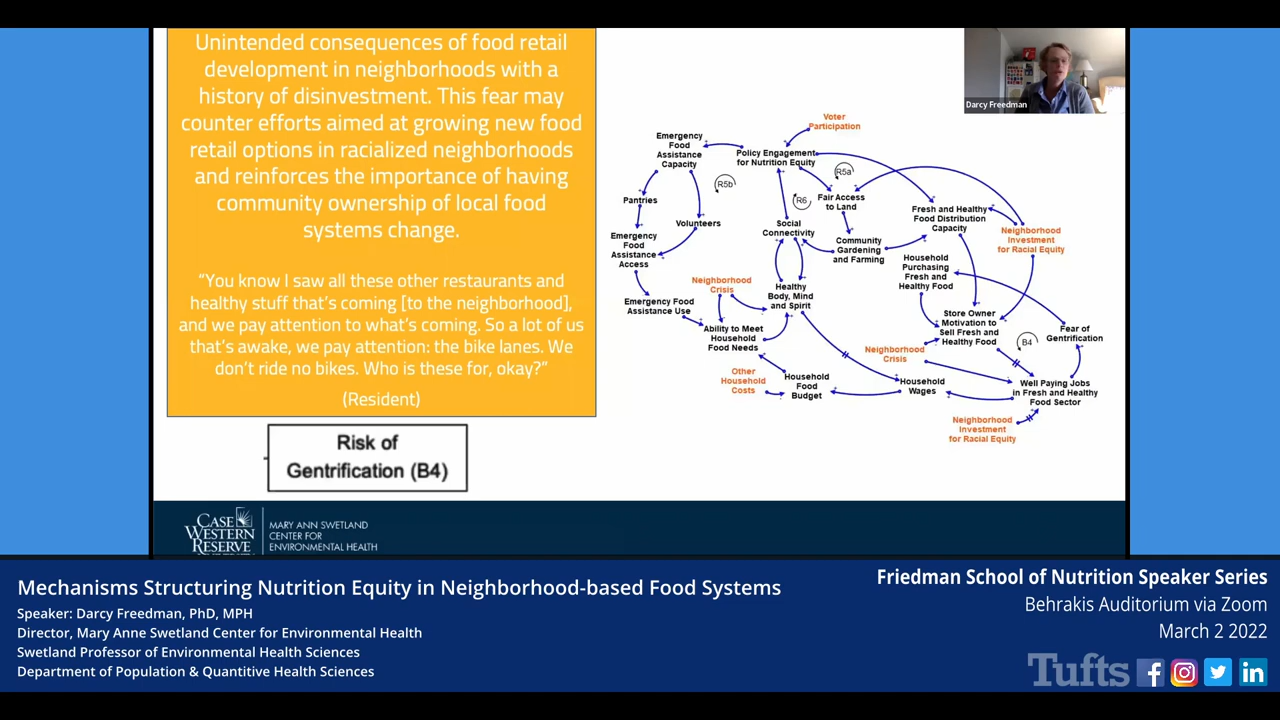 Unintended consequences of food retail
development in neighborhoods with a
history of disinvestment. This fear may
counter efforts aimed at growing new food
retail options in racialized neighborhoods
and reinforces the importance of having
community ownership of local food
systems change.
“You know I saw all these other restaurants and
healthy stuff that’s coming [to the neighborhood],
and we pay attention to what’s coming. So a lot of us
that’s awake, we pay attention: the bike lanes. We
don’t ride no bikes. Who is these for, okay?”
(Resident)
Risk of
Gentrification (B4)
Darcy Freedman
Voter
Participation
Emergency
Food
Assistance
Capacity
Policy Engagement
for Nutrition Equity
R5b
R5a
R6
Pantries
Volunteers
Fair Access
to Land
Fresh and Healthy
Food Distribution
Capacity
Social
Connectivity
Emergency
Food
Assistance
Access
Community
Gardening
and Farming
Neighborhood
Investment
for Racial Equity
Household
Purchasing
Fresh and
Healthy Food
Neighborhood
Crisis
Healthy
Body, Mind
and Spirit
Emergency Food
Assistance Use
Ability to Meet
Household
Food Needs
Store Owner
Motivation to
Sell Fresh and
Healthy Food
B4
Fear of
Gentrification
Neighborhood
Crisis
Other
Household
Costs
Household
Food
Budget
Household
Wages
Well Paying Jobs
in Fresh and Healthy
Food Sector
Neighborhood
Investment
for Racial Equity
CASE
WESTERN
RESERVE
MARY ANN SWETLAND
CENTER FOR
ENVIRONMENTAL HEALTH
Mechanisms Structuring Nutrition Equity in Neighborhood-based Food Systems
Speaker: Darcy Freedman, PhD, MPH
Director, Mary Anne Swetland Center for Environmental Health
Swetland Professor of Environmental Health Sciences
Department of Population & Quantitative Health Sciences
Friedman School of Nutrition Speaker Series
Behrakis Auditorium via Zoom
March 2 2022
Tufts